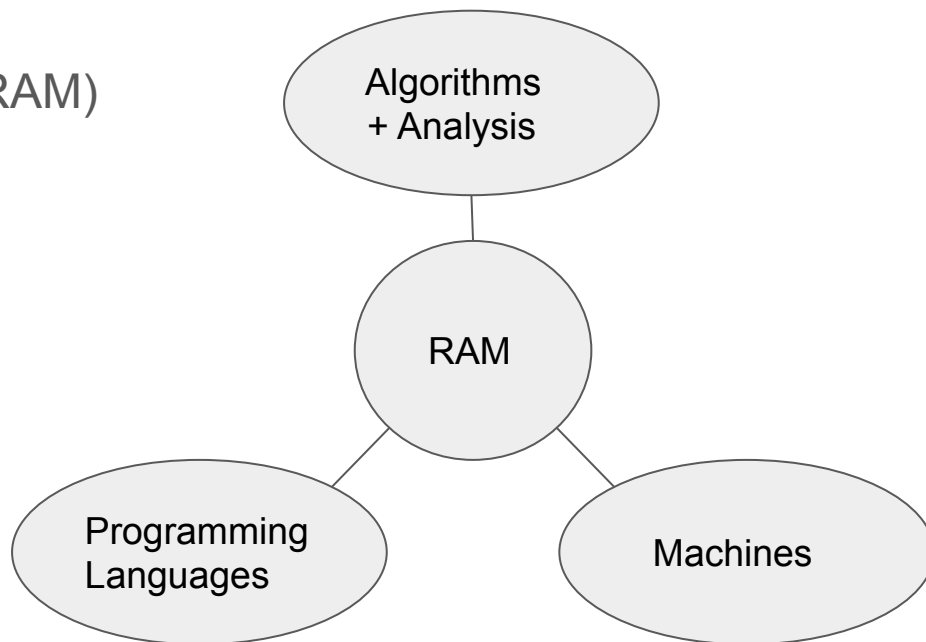 RAM)
Algorithms
+ Analysis
RAM
Programming
Languages
Machines